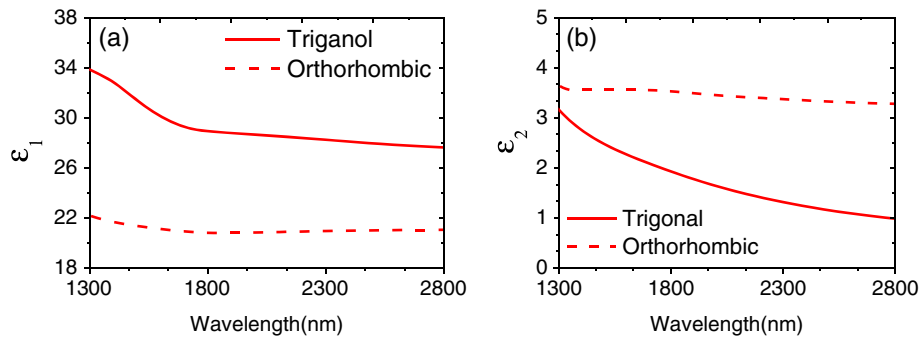 38
34
30
26
22
18
ε1
(a)
Triganol
Orthorhombic
1300
1800
2300
2800
Wavelength(nm)
5
4
3
2
1
0
ε2
(b)
Trigonal
Orthorhombic
1300
1800
2300
2800
Wavelength(nm)